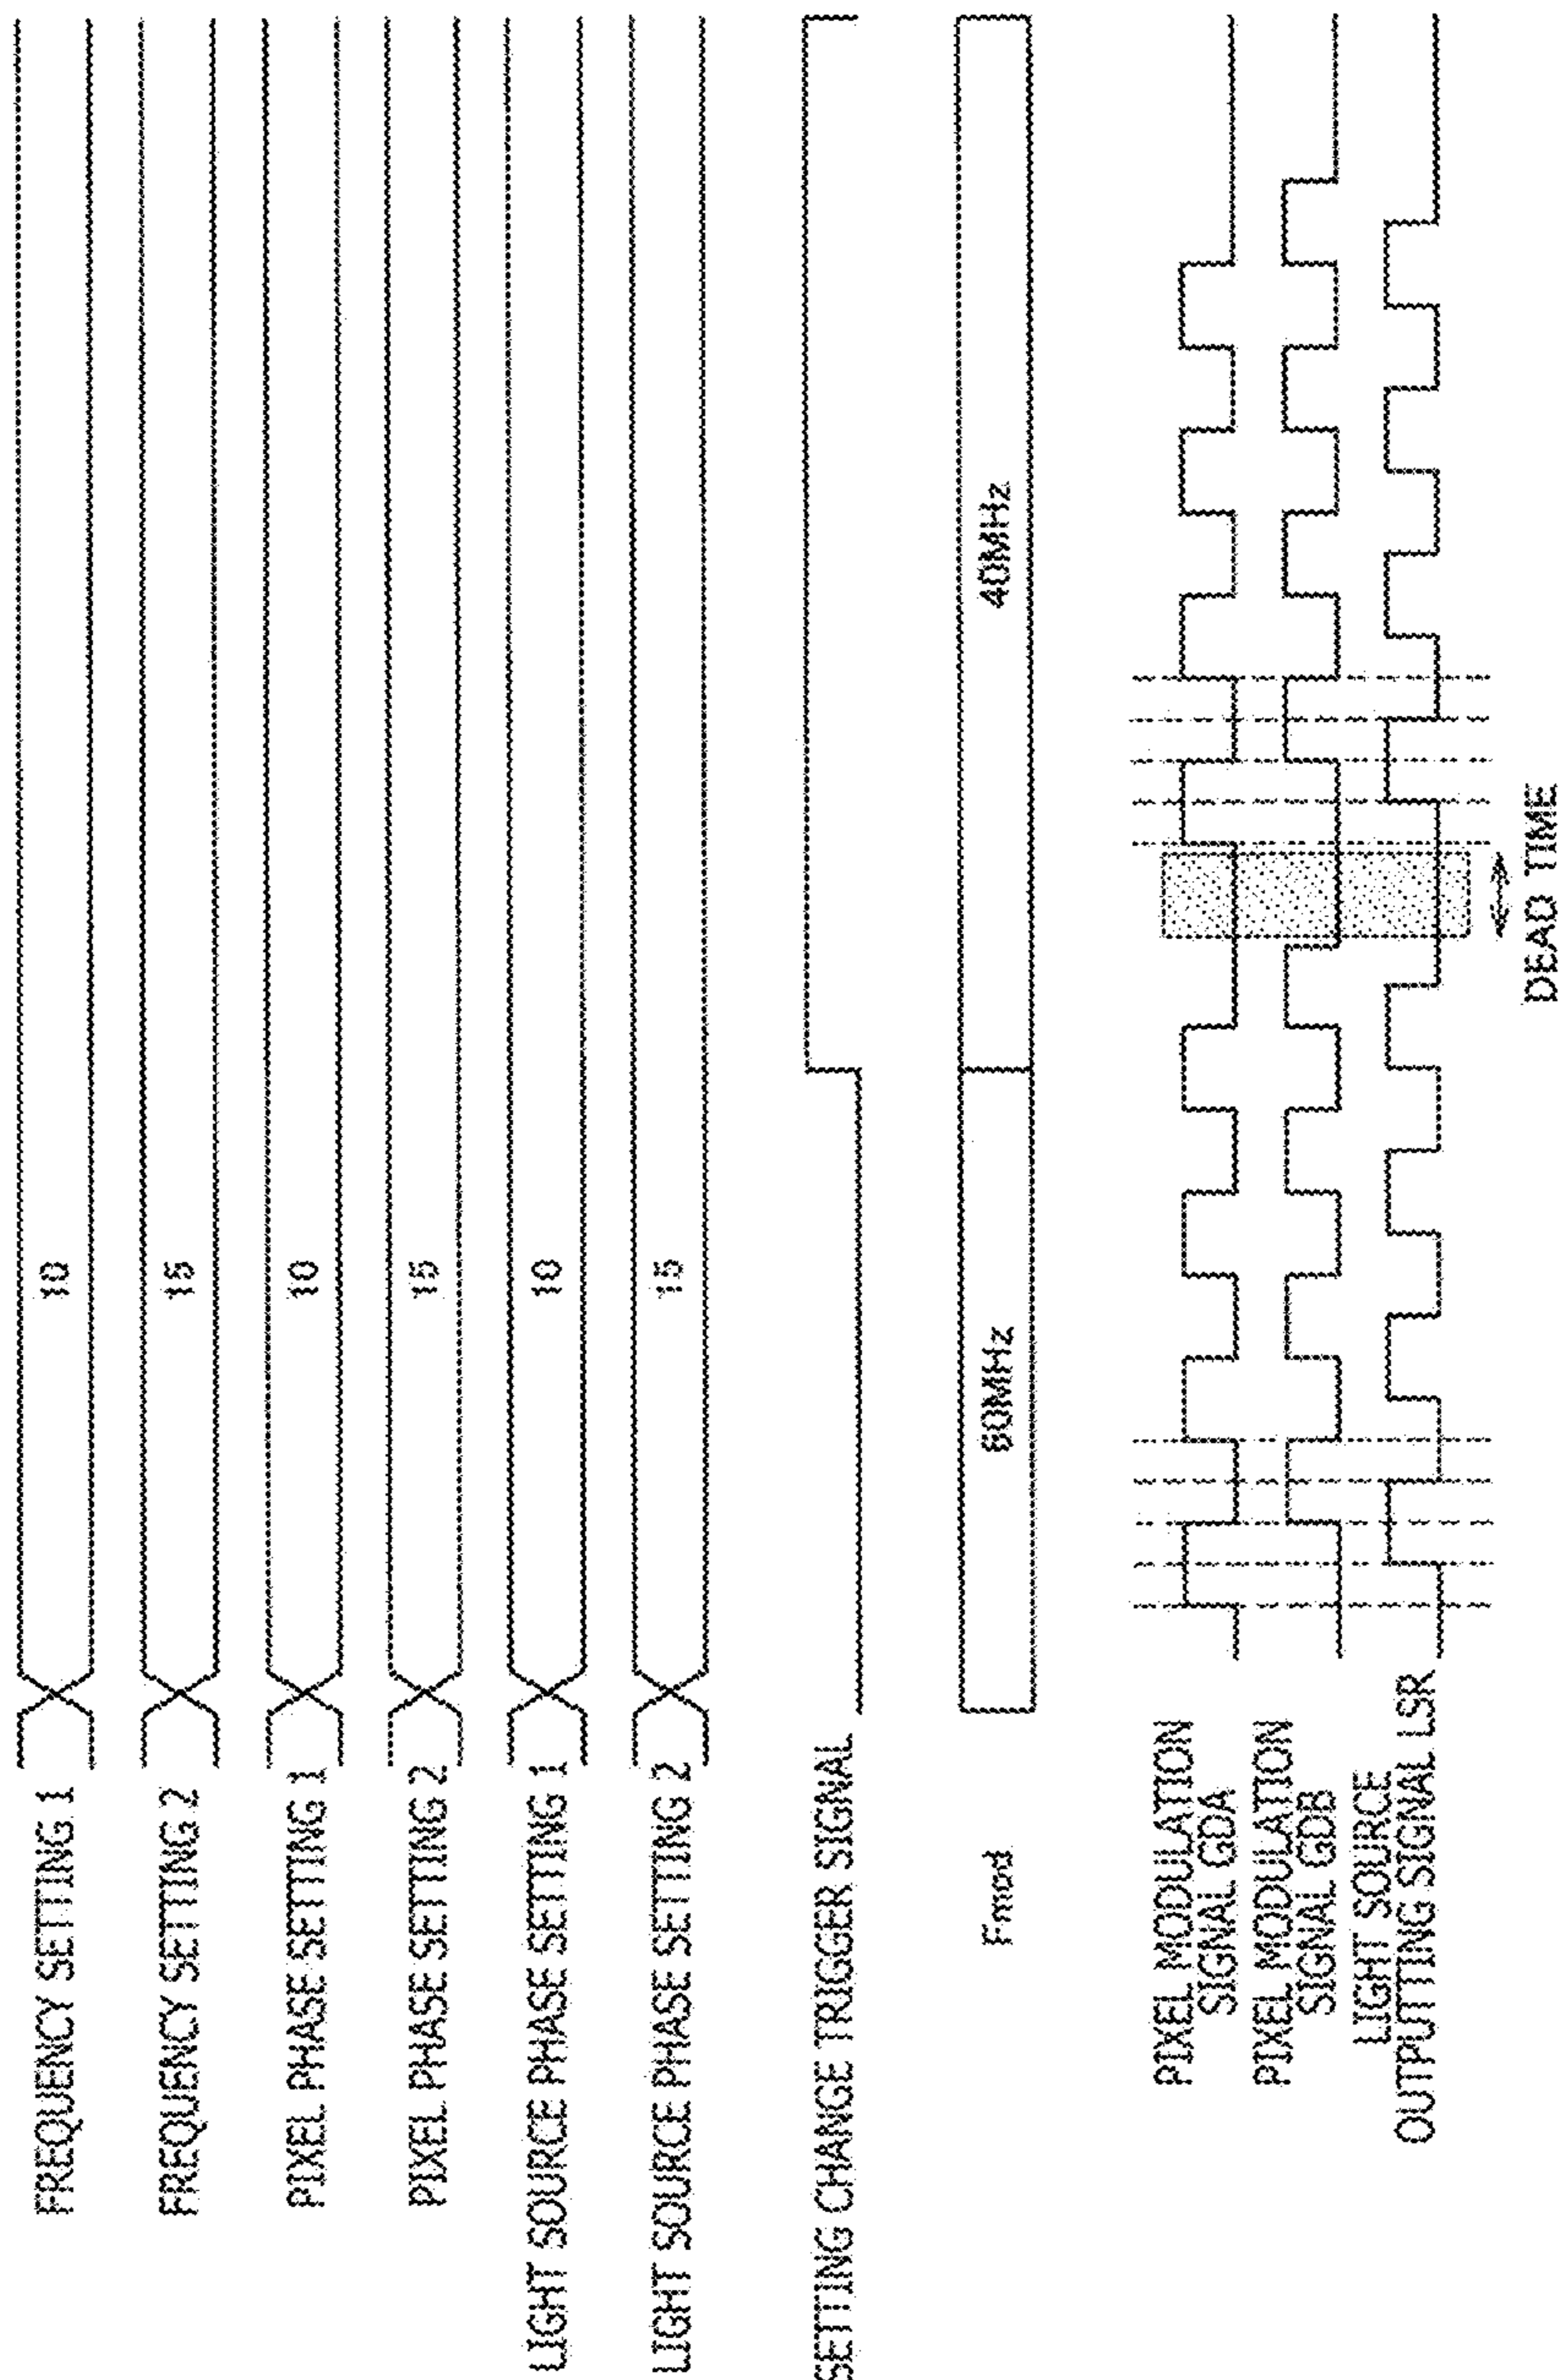 FREQUENCY SETTING 1
10
FREQUENCY SETTING 2
15
PIXEL PHASE SETTING 1
10
PIXEL PHASE SETTING 2
15
LIGHT SOURCE PHASE SETTING 1
10
LIGHT SOURCE PHASE SETTING 2
15
SETTING CHANGE TRIGGER SIGNAL
Fmod
60MHz
40MHz
PIXEL MODULATION
SIGNAL GDA
PIXEL MODULATION
SIGNAL GDB
LIGHT SOURCE
OUTPUTTING SIGNAL LSR
DEAD TIME